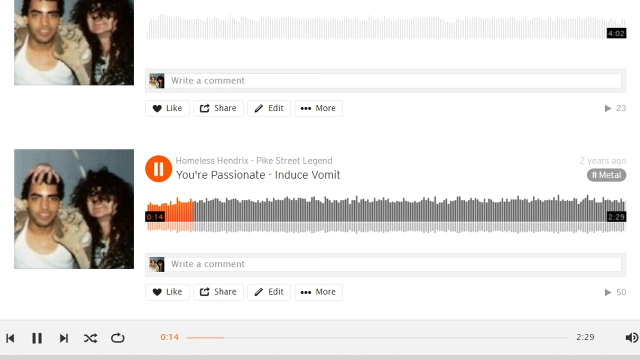 4:02
Write a comment
Like Share Edit More 23
Homeless Hendrix - Pike Street Legend 2 years ago
You're Passionate - Induce Vomit # Metal
0:14 2:29
Write a comment
Like Share Edit More 50
0:14 2:29